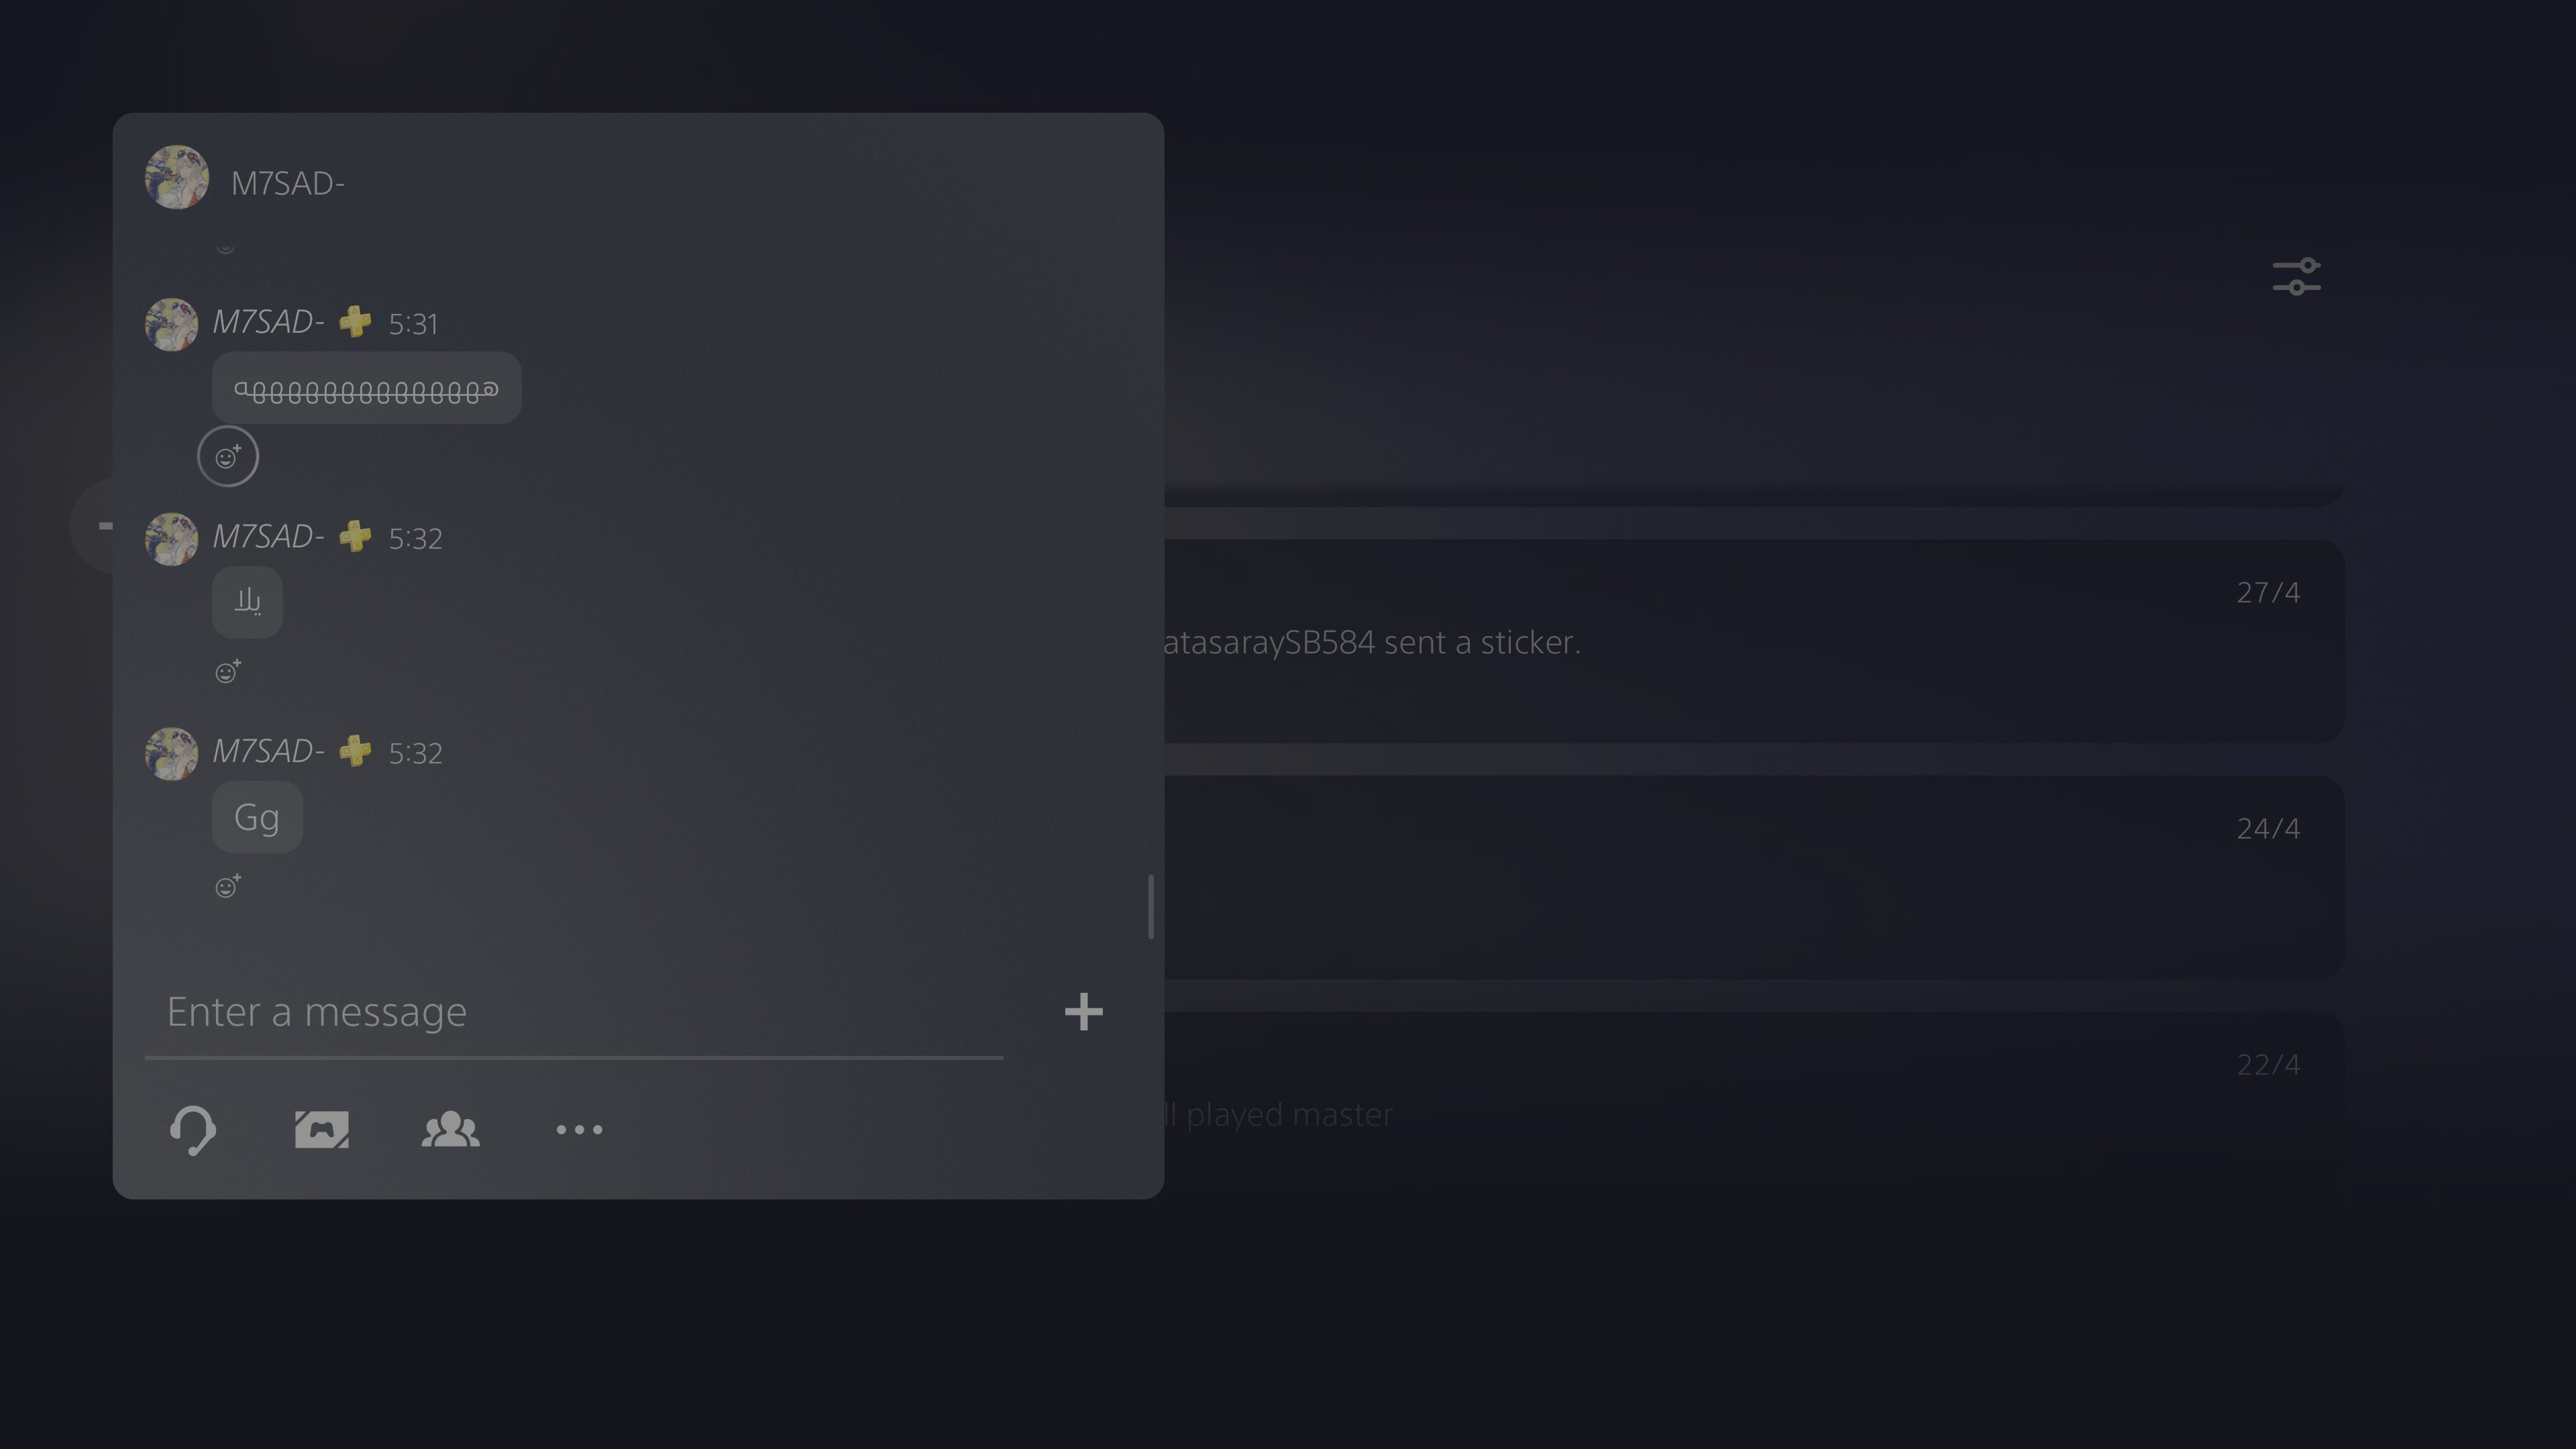 M7SAD-
M7SAD- 5:31
ههههههههههههههه
M7SAD- 5:32
يلا
M7SAD- 5:32
Gg
Enter a message
27/4
atasaraySB584 sent a sticker.
24/4
22/4
ll played master